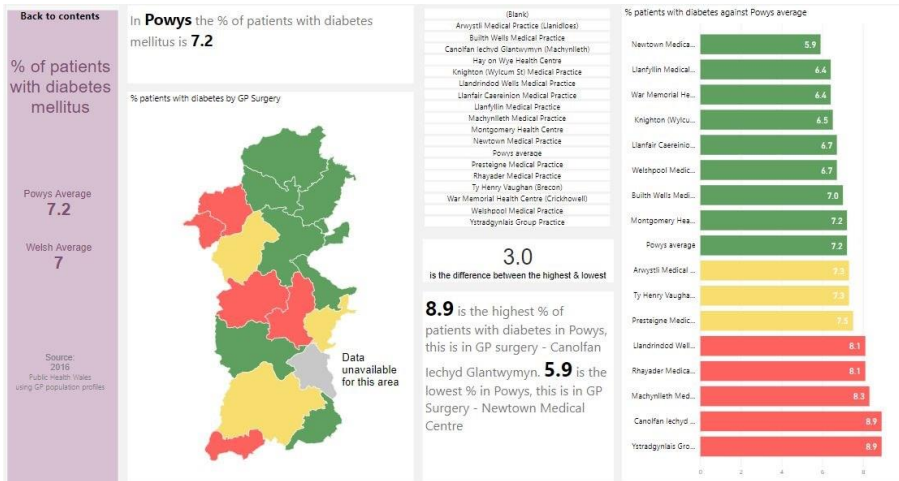 Back to contents
% of patients
with diabetes
mellitus
Powys Average
7.2
Welsh Average
7
Source:
2016
Public Health Wales
using GP population profiles
In Powys the % of patients with diabetes
mellitus is 7.2
% patients with diabetes by GP Surgery
Data
unavailable
for this area
(Blank)
Arwystli Medical Practice (Llanidloes)
Builth Wells Medical Practice
Canolfan Iechyd Glantwymyn (Machynlleth)
Hay on Wye Health Centre
Knighton (Wylcum St) Medical Practice
Llandrindod Wells Medical Practice
Llanfair Caereinion Medical Practice
Llanfyllin Medical Practice
Machynlleth Medical Practice
Montgomery Health Centre
Newtown Medical Practice
Powys average
Presteigne Medical Practice
Rhayader Medical Practice
Ty Henry Vaughan (Brecon)
War Memorial Health Centre (Crickhowell)
Welshpool Medical Practice
Ystradgynlais Group Practice
3.0
is the difference between the highest & lowest
8.9 is the highest % of
patients with diabetes in Powys,
this is in GP surgery - Canolfan
Iechyd Glantwymyn. 5.9 is the
lowest % in Powys, this is in GP
Surgery - Newtown Medical
Centre
% patients with diabetes against Powys average
Newtown Medica... 5.9
Llanfyllin Medical... 6.4
War Memorial He... 6.4
Knighton (Wylcu... 6.5
Llanfair Caereinio... 6.7
Welshpool Medic... 6.7
Builth Wells Medi... 7.0
Montgomery Hea... 7.2
Powys average 7.2
Arwystli Medical ... 7.3
Ty Henry Vaugha... 7.3
Presteigne Medic... 7.5
Llandrindod Well... 8.1
Rhayader Medica... 8.1
Machynlleth Med... 8.3
Canolfan Iechyd ... 8.9
Ystradgynlais Gro... 8.9
0 2 4 6 8